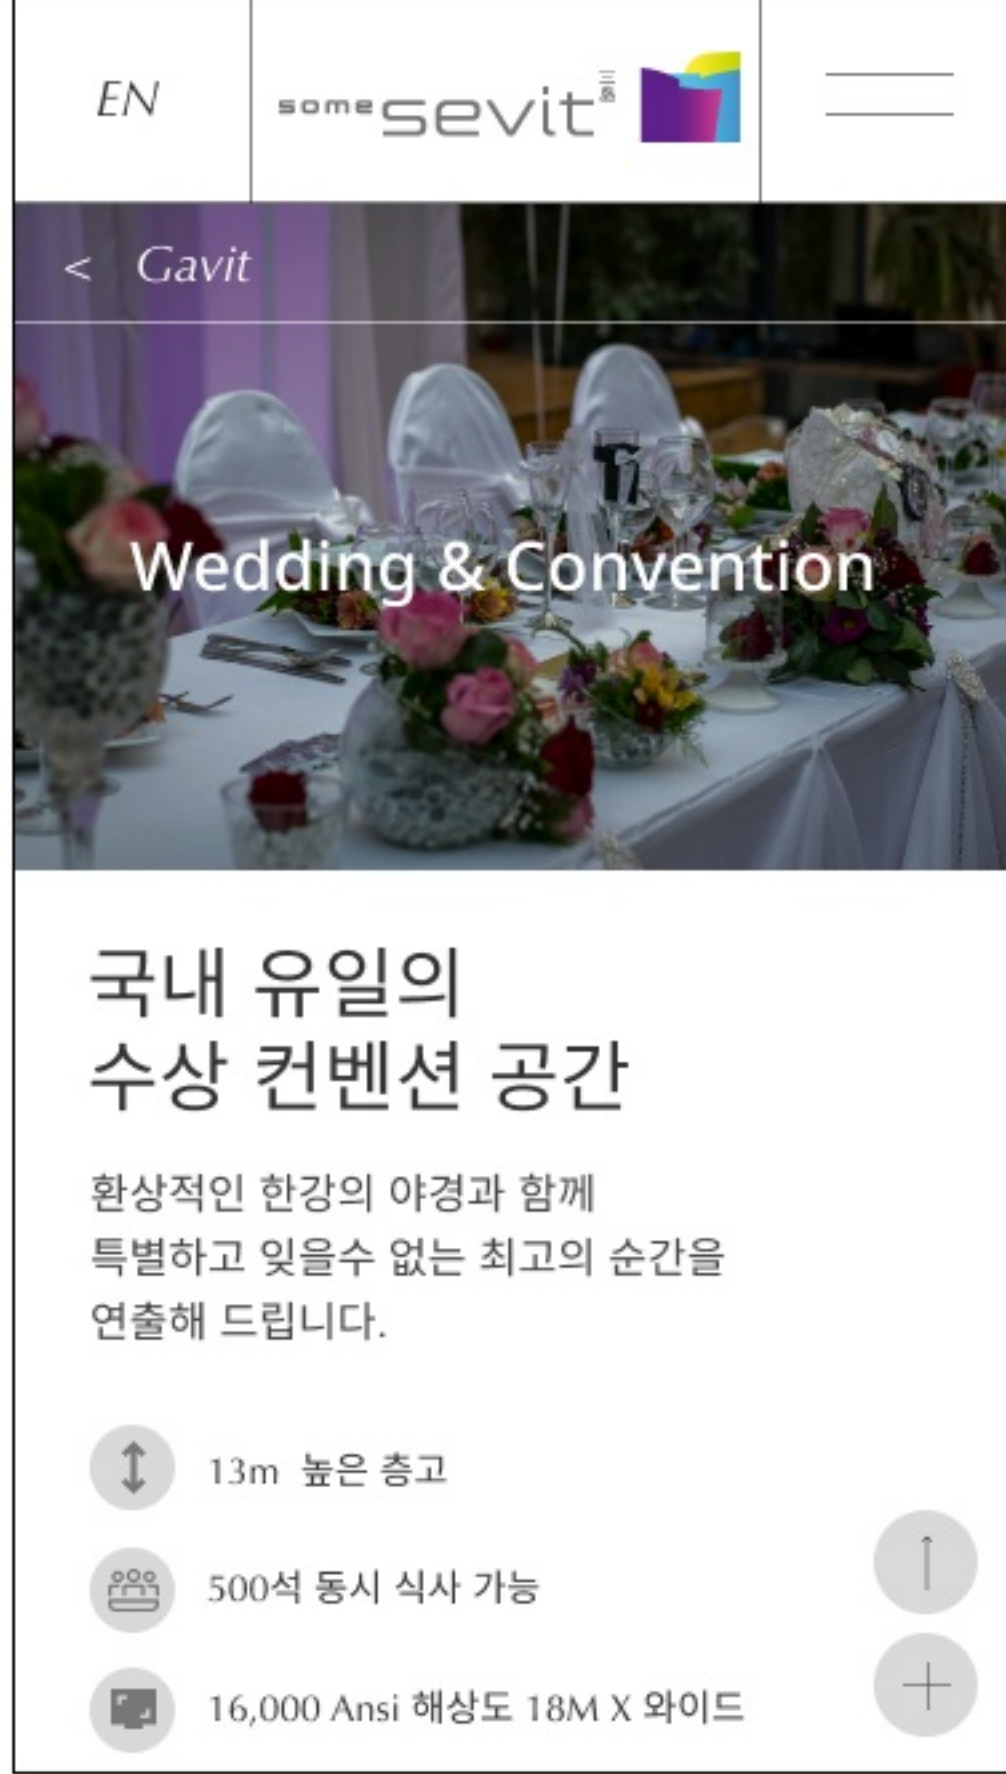 EN
some sevit
< Gavit
Wedding & Convention
국내 유일의
수상 컨벤션 공간
환상적인 한강의 야경과 함께
특별하고 잊을수 없는 최고의 순간을
연출해 드립니다.
13m 높은 층고
500석 동시 식사 가능
16,000 Ansi 해상도 18M X 와이드